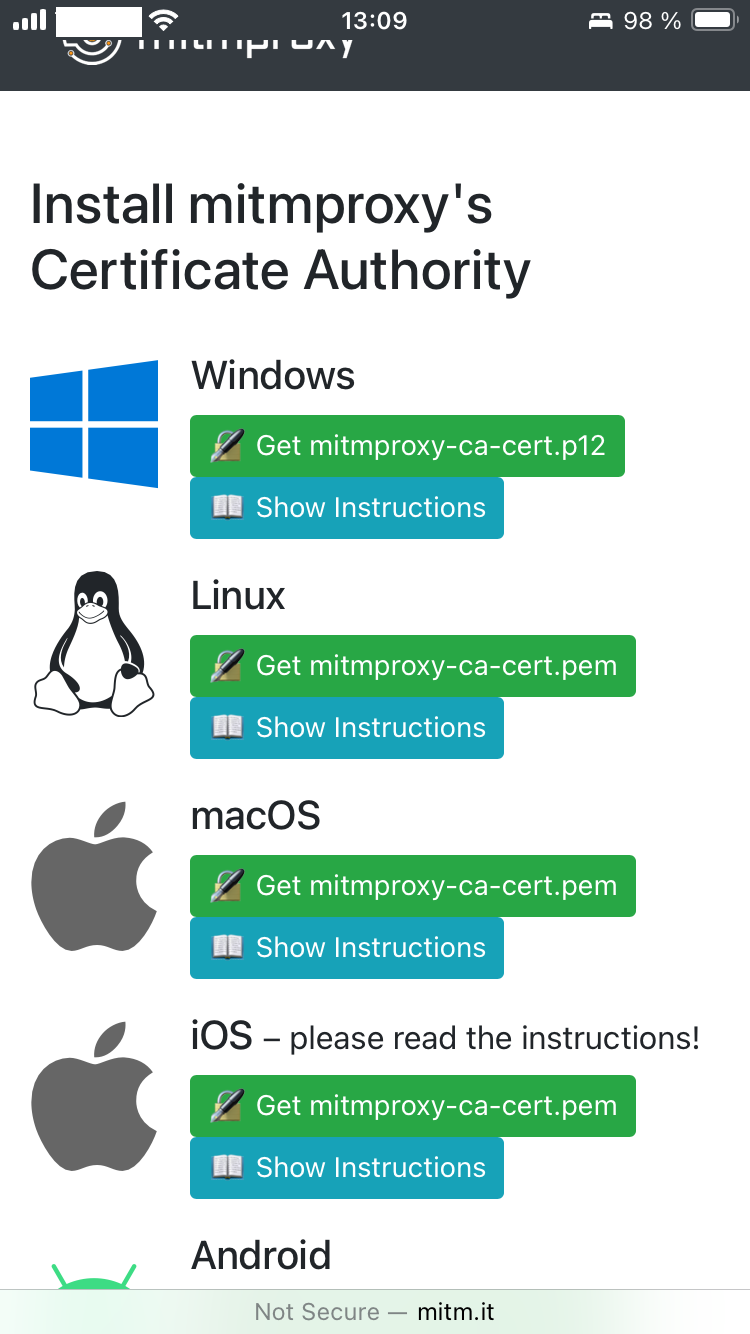 13:09
98 %
mitmproxy
Install mitmproxy's
Certificate Authority
Windows
Get mitmproxy-ca-cert.p12
Show Instructions
Linux
Get mitmproxy-ca-cert.pem
Show Instructions
macOS
Get mitmproxy-ca-cert.pem
Show Instructions
iOS – please read the instructions!
Get mitmproxy-ca-cert.pem
Show Instructions
Android
Not Secure — mitm.it